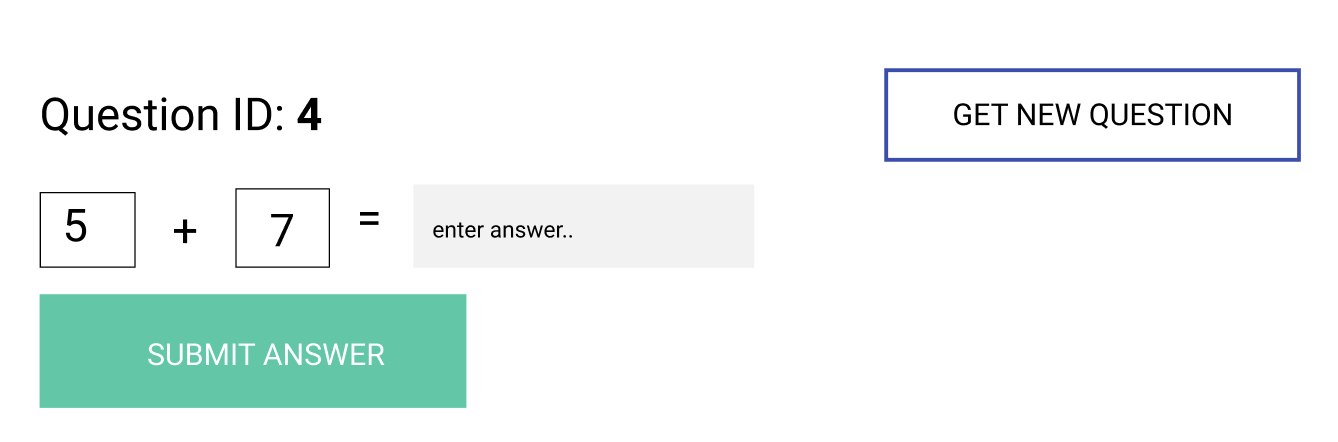 Question ID: 4
GET NEW QUESTION
5 + 7 = enter answer..
SUBMIT ANSWER